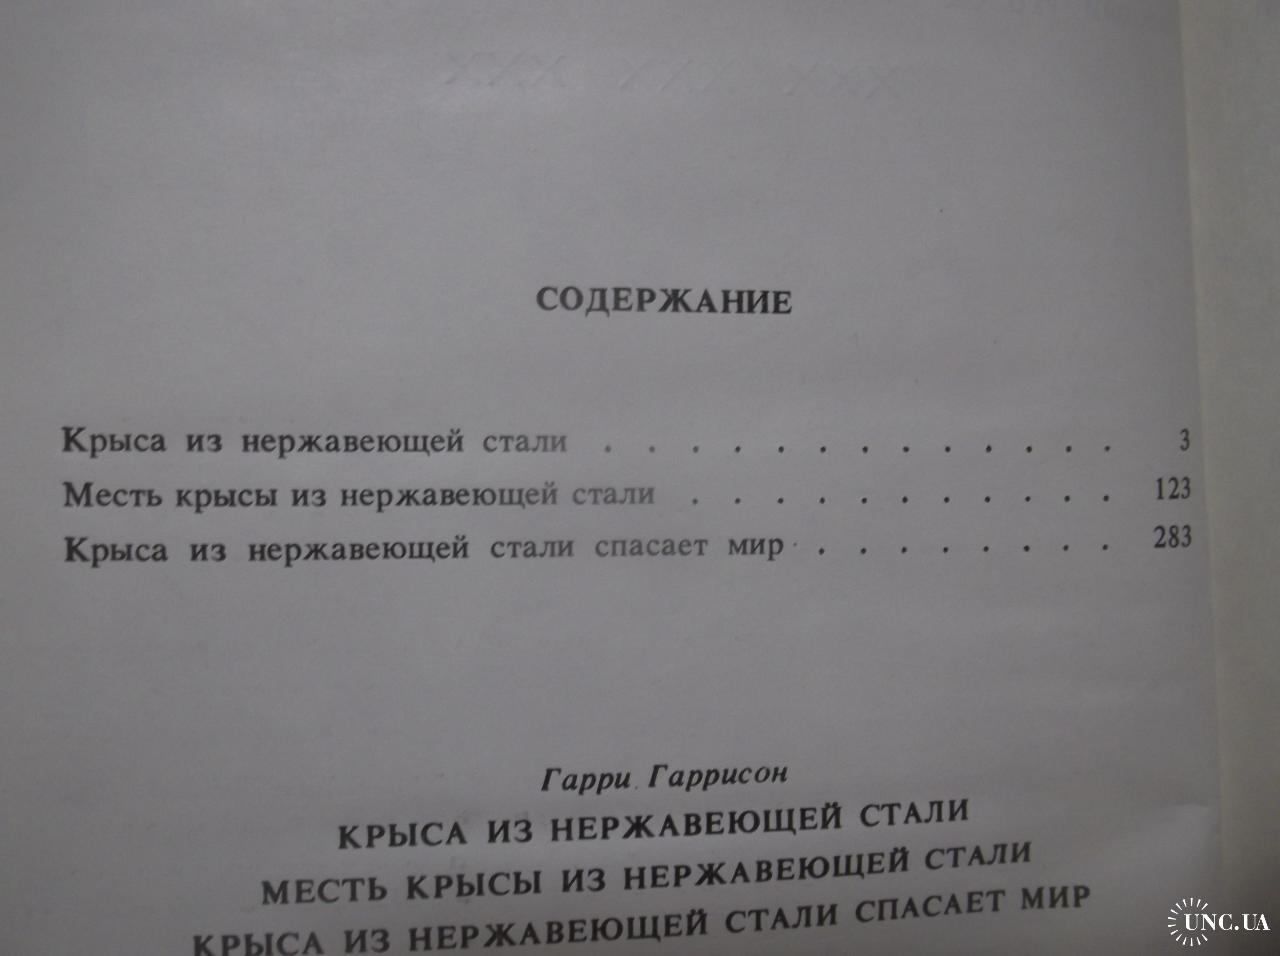 СОДЕРЖАНИЕ
Крыса из нержавеющей стали . . . . . . . . . . . . . 3
Месть крысы из нержавеющей стали . . . . . . . . . . . 123
Крыса из нержавеющей стали спасает мир . . . . . . . . 283
Гарри Гаррисон
КРЫСА ИЗ НЕРЖАВЕЮЩЕЙ СТАЛИ
МЕСТЬ КРЫСЫ ИЗ НЕРЖАВЕЮЩЕЙ СТАЛИ
КРЫСА ИЗ НЕРЖАВЕЮЩЕЙ СТАЛИ СПАСАЕТ МИР
UNC.UA